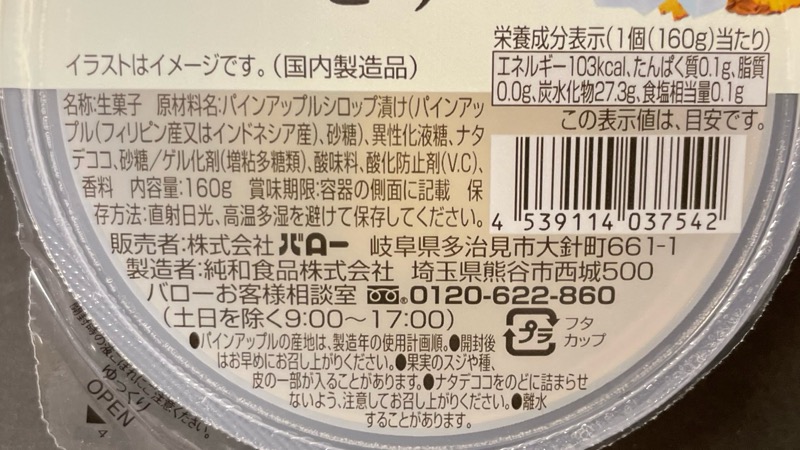 イラストはイメージです。(国内製造品)
栄養成分表示(1個(160g)当たり)
エネルギー103kcal、たんぱく質0.1g、脂質
0.0g、炭水化物27.3g、食塩相当量0.1g
この表示値は、目安です。
名称:生菓子 原材料名:パインアップルシロップ漬け(パインアッ
プル(フィリピン産又はインドネシア産)、砂糖)、異性化液糖、ナタ
デココ、砂糖/ゲル化剤(増粘多糖類)、酸味料、酸化防止剤(V.C)、
香料 内容量:160g 賞味期限:容器の側面に記載 保
存方法:直射日光、高温多湿を避けて保存してください。
4 539114 037542
販売者:株式会社バロー 岐阜県多治見市大針町661-1
製造者:純和食品株式会社 埼玉県熊谷市西城500
バローお客様相談室 0120-622-860
(土日を除く9:00〜17:00)
プラ
フタ
カップ
●パインアップルの産地は、製造年の使用計画順。●開封後
はお早めにお召し上がりください。●果実のスジや種、
皮の一部が入ることがあります。●ナタデココをのどに詰まらせ
ないよう、注意してお召し上がりください。●離水
することがあります。
開封時の液とばねにご注意ください。
ゆっくり
OPEN
4